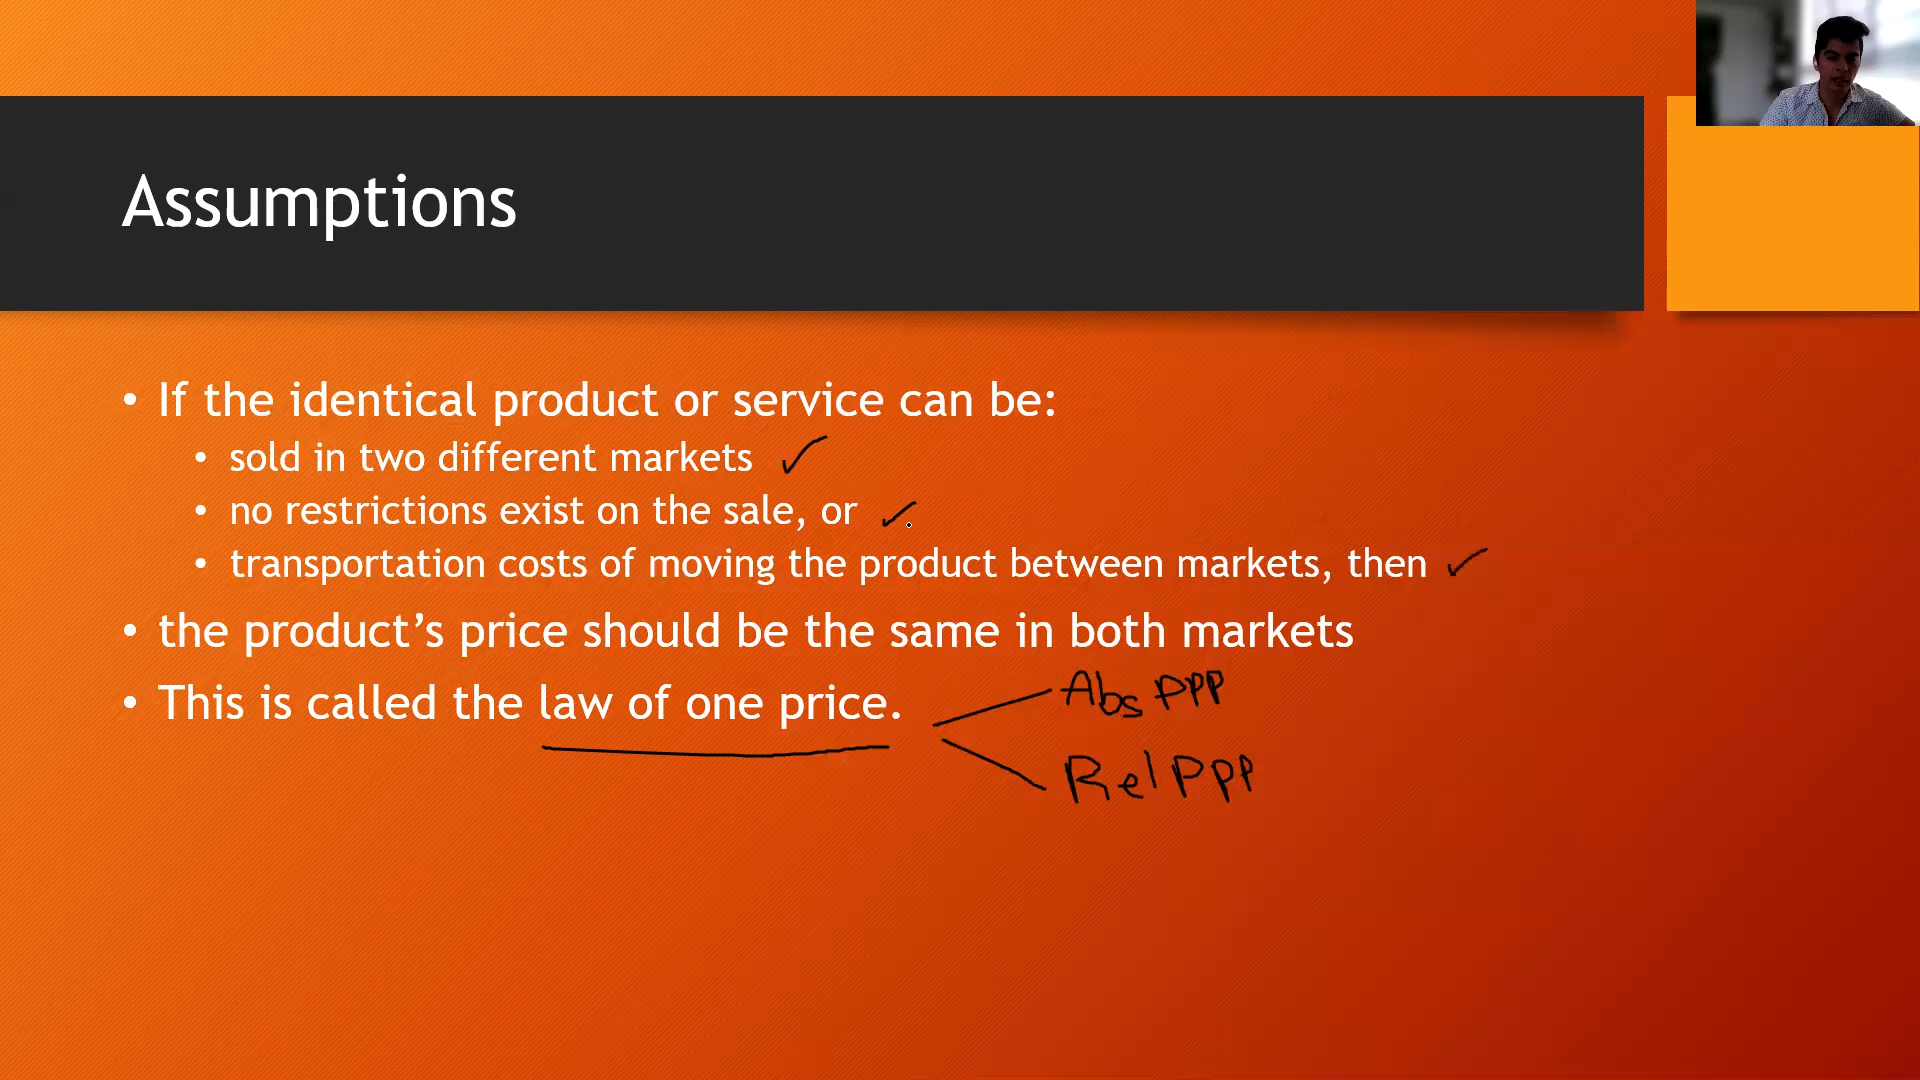 Assumptions
• If the identical product or service can be:
• sold in two different markets ✓
• no restrictions exist on the sale, or ✓
• transportation costs of moving the product between markets, then ✓
• the product’s price should be the same in both markets
• This is called the law of one price.
Abs PPP
Rel PPP